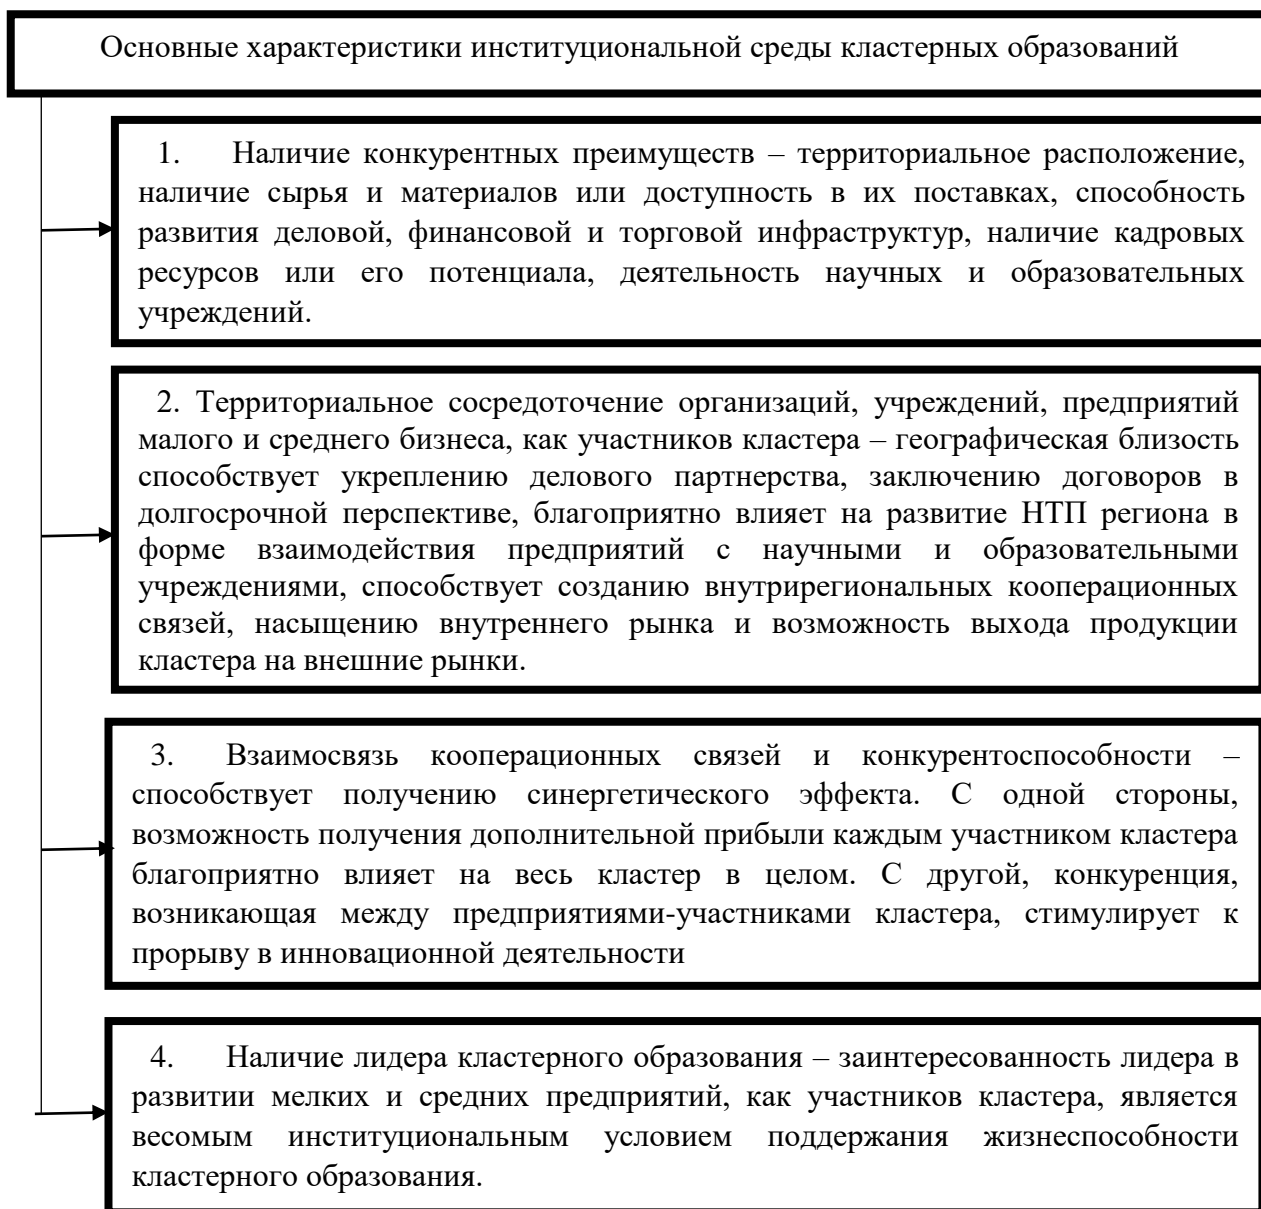 Основные характеристики институциональной среды кластерных образований
1. Наличие конкурентных преимуществ – территориальное расположение,
наличие сырья и материалов или доступность в их поставках, способность
развития деловой, финансовой и торговой инфраструктур, наличие кадровых
ресурсов или его потенциала, деятельность научных и образовательных
учреждений.
2. Территориальное сосредоточение организаций, учреждений, предприятий
малого и среднего бизнеса, как участников кластера – географическая близость
способствует укреплению делового партнерства, заключению договоров в
долгосрочной перспективе, благоприятно влияет на развитие НТП региона в
форме взаимодействия предприятий с научными и образовательными
учреждениями, способствует созданию внутрирегиональных кооперационных
связей, насыщению внутреннего рынка и возможность выхода продукции
кластера на внешние рынки.
3. Взаимосвязь кооперационных связей и конкурентоспособности –
способствует получению синергетического эффекта. С одной стороны,
возможность получения дополнительной прибыли каждым участником кластера
благоприятно влияет на весь кластер в целом. С другой, конкуренция,
возникающая между предприятиями-участниками кластера, стимулирует к
прорыву в инновационной деятельности
4. Наличие лидера кластерного образования – заинтересованность лидера в
развитии мелких и средних предприятий, как участников кластера, является
весомым институциональным условием поддержания жизнеспособности
кластерного образования.